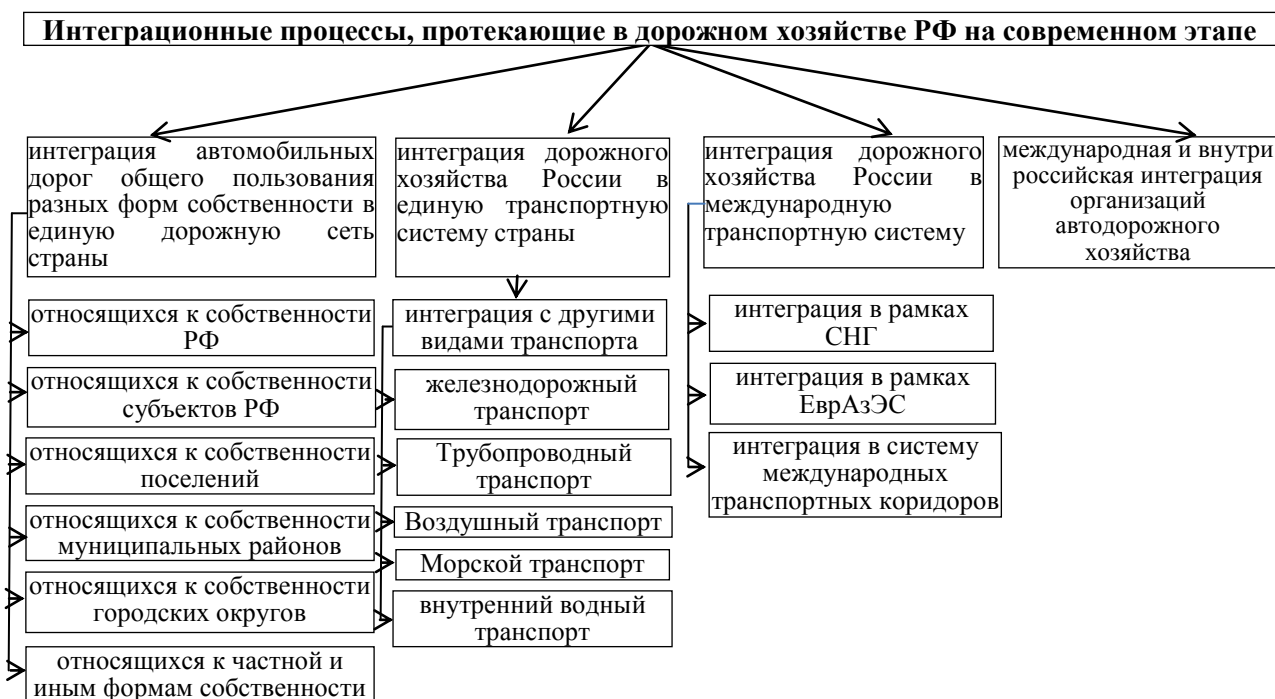 Интеграционные процессы, протекающие в дорожном хозяйстве РФ на современном этапе
интеграция автомобильных
дорог общего пользования
разных форм собственности в
единую дорожную сеть
страны
относящихся к собственности
РФ
относящихся к собственности
субъектов РФ
относящихся к собственности
поселений
относящихся к собственности
муниципальных районов
относящихся к собственности
городских округов
относящихся к частной и
иным формам собственности
интеграция дорожного
хозяйства России в
единую транспортную
систему страны
интеграция с другими
видами транспорта
железнодорожный
транспорт
Трубопроводный
транспорт
Воздушный транспорт
Морской транспорт
внутренний водный
транспорт
интеграция дорожного
хозяйства России в
международную
транспортную систему
интеграция в рамках
СНГ
интеграция в рамках
ЕврАзЭС
интеграция в систему
международных
транспортных коридоров
международная и внутри
российская интеграция
организаций
автодорожного
хозяйства